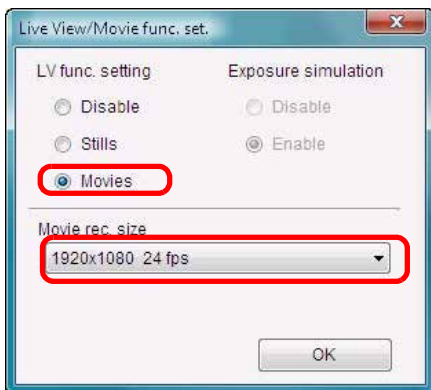 Live View/Movie func. set.
LV func. setting Exposure simulation
Disable Disable
Stills Enable
Movies
Movie rec. size
1920x1080 24 fps
OK